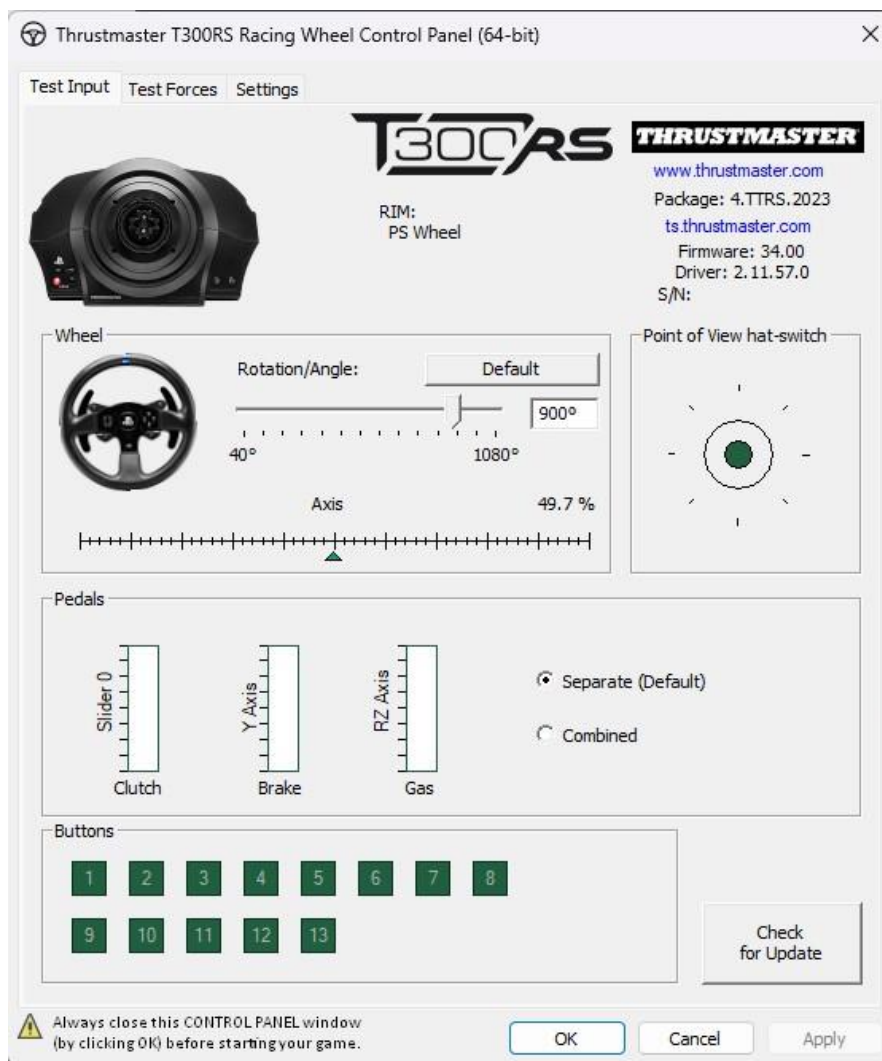 Thrustmaster T300RS Racing Wheel Control Panel (64-bit)
Test Input Test Forces Settings
T300RS
THRUSTMASTER
www.thrustmaster.com
Package: 4.TTRS.2023
ts.thrustmaster.com
Firmware: 34.00
Driver: 2.11.57.0
S/N:
RIM:
PS Wheel
Wheel
Rotation/Angle:
Default
900°
40°
1080°
Axis
49.7 %
Point of View hat-switch
Pedals
Slider 0
Clutch
Y Axis
Brake
RZ Axis
Gas
Separate (Default)
Combined
Buttons
1 2 3 4 5 6 7 8
9 10 11 12 13
Check
for Update
Always close this CONTROL PANEL window
(by clicking OK) before starting your game.
OK
Cancel
Apply